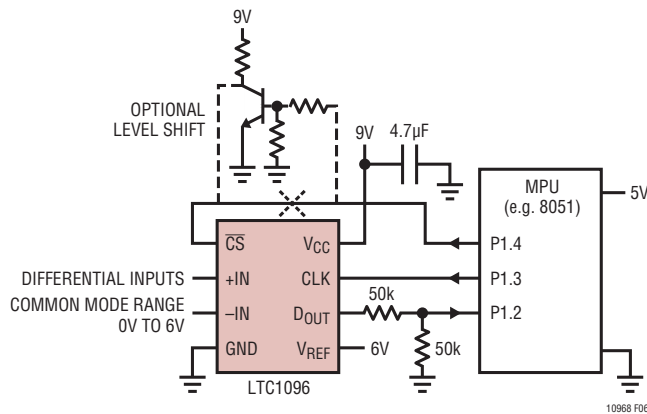 9V
OPTIONAL
LEVEL SHIFT
9V
4.7µF
MPU
(e.g. 8051)
5V
CS
VCC
P1.4
DIFFERENTIAL INPUTS
+IN
CLK
P1.3
COMMON MODE RANGE
0V TO 6V
–IN
DOUT
50k
P1.2
GND
VREF
6V
50k
LTC1096
10968 F06